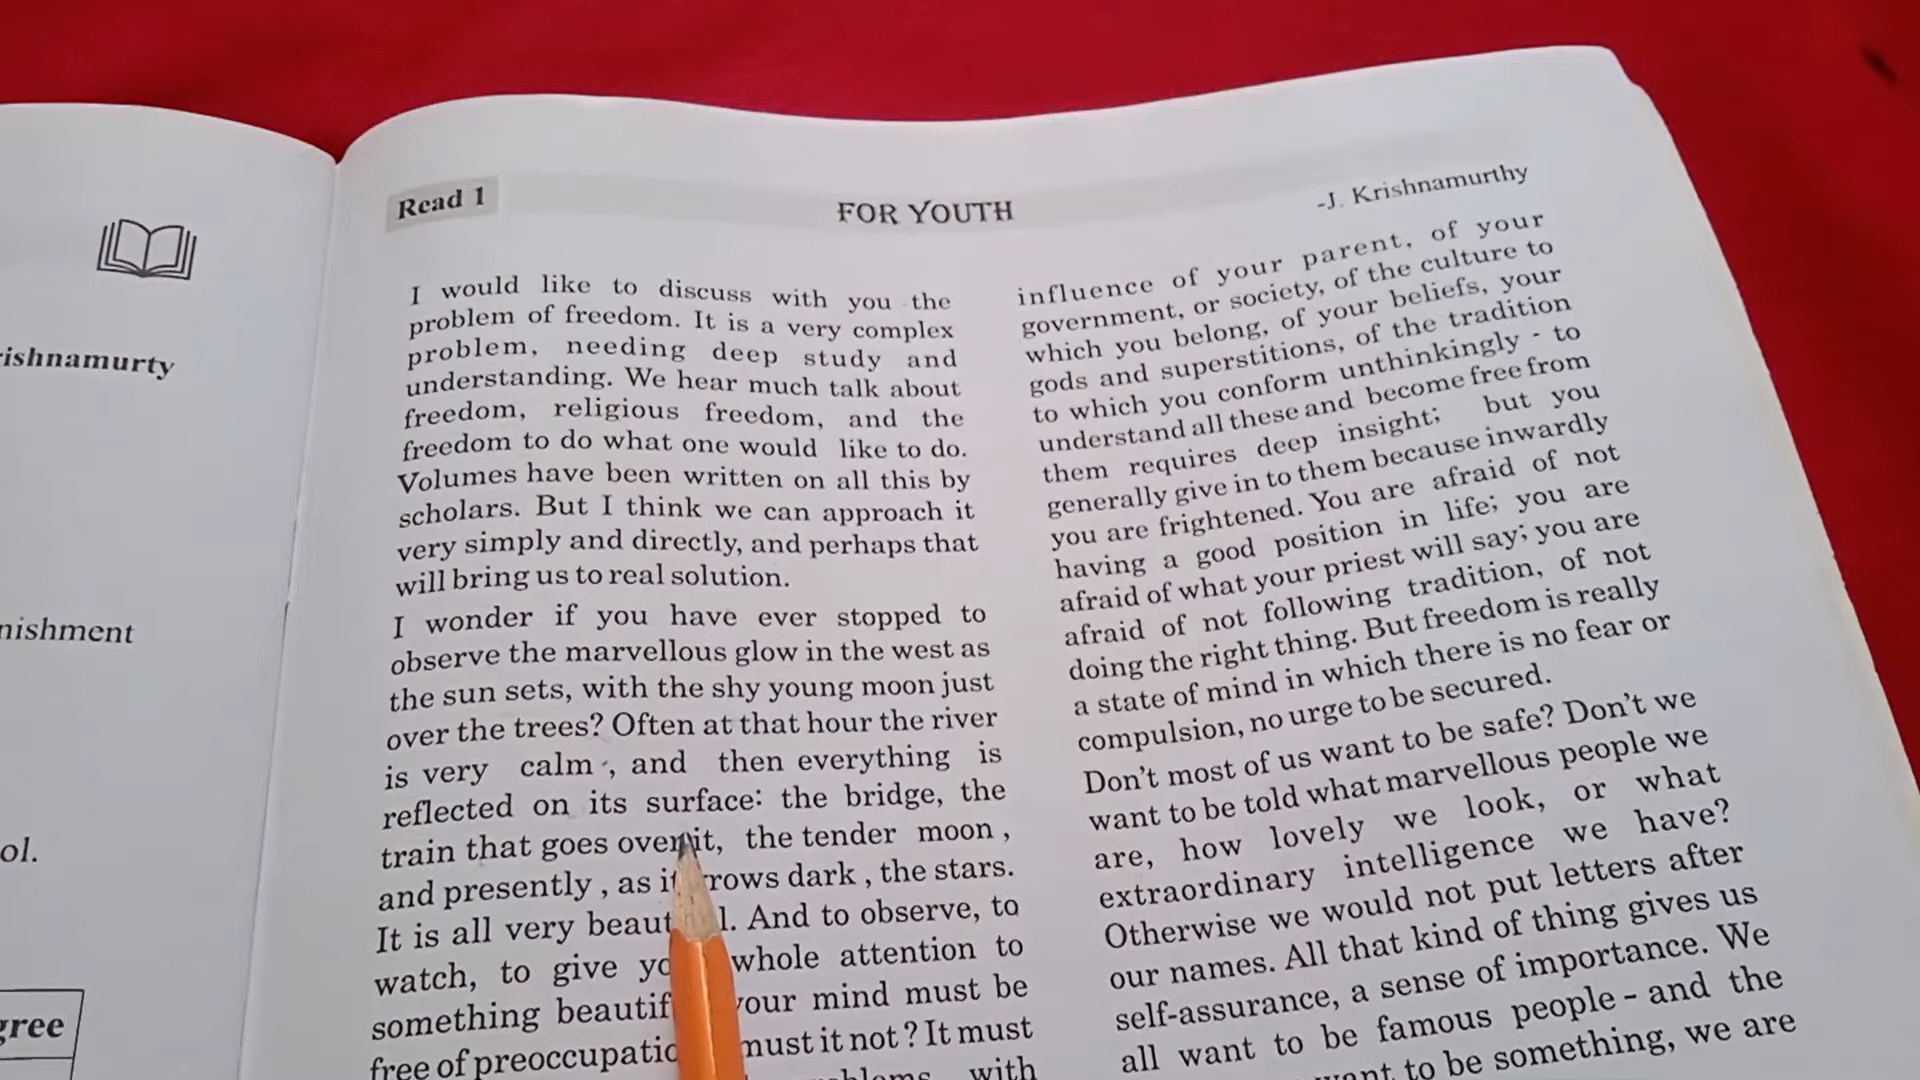 ishnamurty
nishment
ol.
gree
Read 1
FOR YOUTH
-J. Krishnamurthy
I would like to discuss with you the
problem of freedom. It is a very complex
problem, needing deep study and
understanding. We hear much talk about
freedom, religious freedom, and the
freedom to do what one would like to do.
Volumes have been written on all this by
scholars. But I think we can approach it
very simply and directly, and perhaps that
will bring us to real solution.
I wonder if you have ever stopped to
observe the marvellous glow in the west as
the sun sets, with the shy young moon just
over the trees? Often at that hour the river
is very calm , and then everything is
reflected on its surface: the bridge, the
train that goes over it, the tender moon ,
and presently , as it rows dark , the stars.
It is all very beaut l. And to observe, to
watch, to give yo whole attention to
something beautif your mind must be
free of preoccupatio must it not ? It must
with
influence of your parent, of your
government, or society, of the culture to
which you belong, of your beliefs, your
gods and superstitions, of the tradition
to which you conform unthinkingly - to
understand all these and become free from
them requires deep insight; but you
generally give in to them because inwardly
you are frightened. You are afraid of not
having a good position in life; you are
afraid of what your priest will say; you are
afraid of not following tradition, of not
doing the right thing. But freedom is really
a state of mind in which there is no fear or
compulsion, no urge to be secured.
Don't most of us want to be safe? Don't we
want to be told what marvellous people we
are, how lovely we look, or what
extraordinary intelligence we have?
Otherwise we would not put letters after
our names. All that kind of thing gives us
self-assurance, a sense of importance. We
all want to be famous people - and the
want to be something, we are